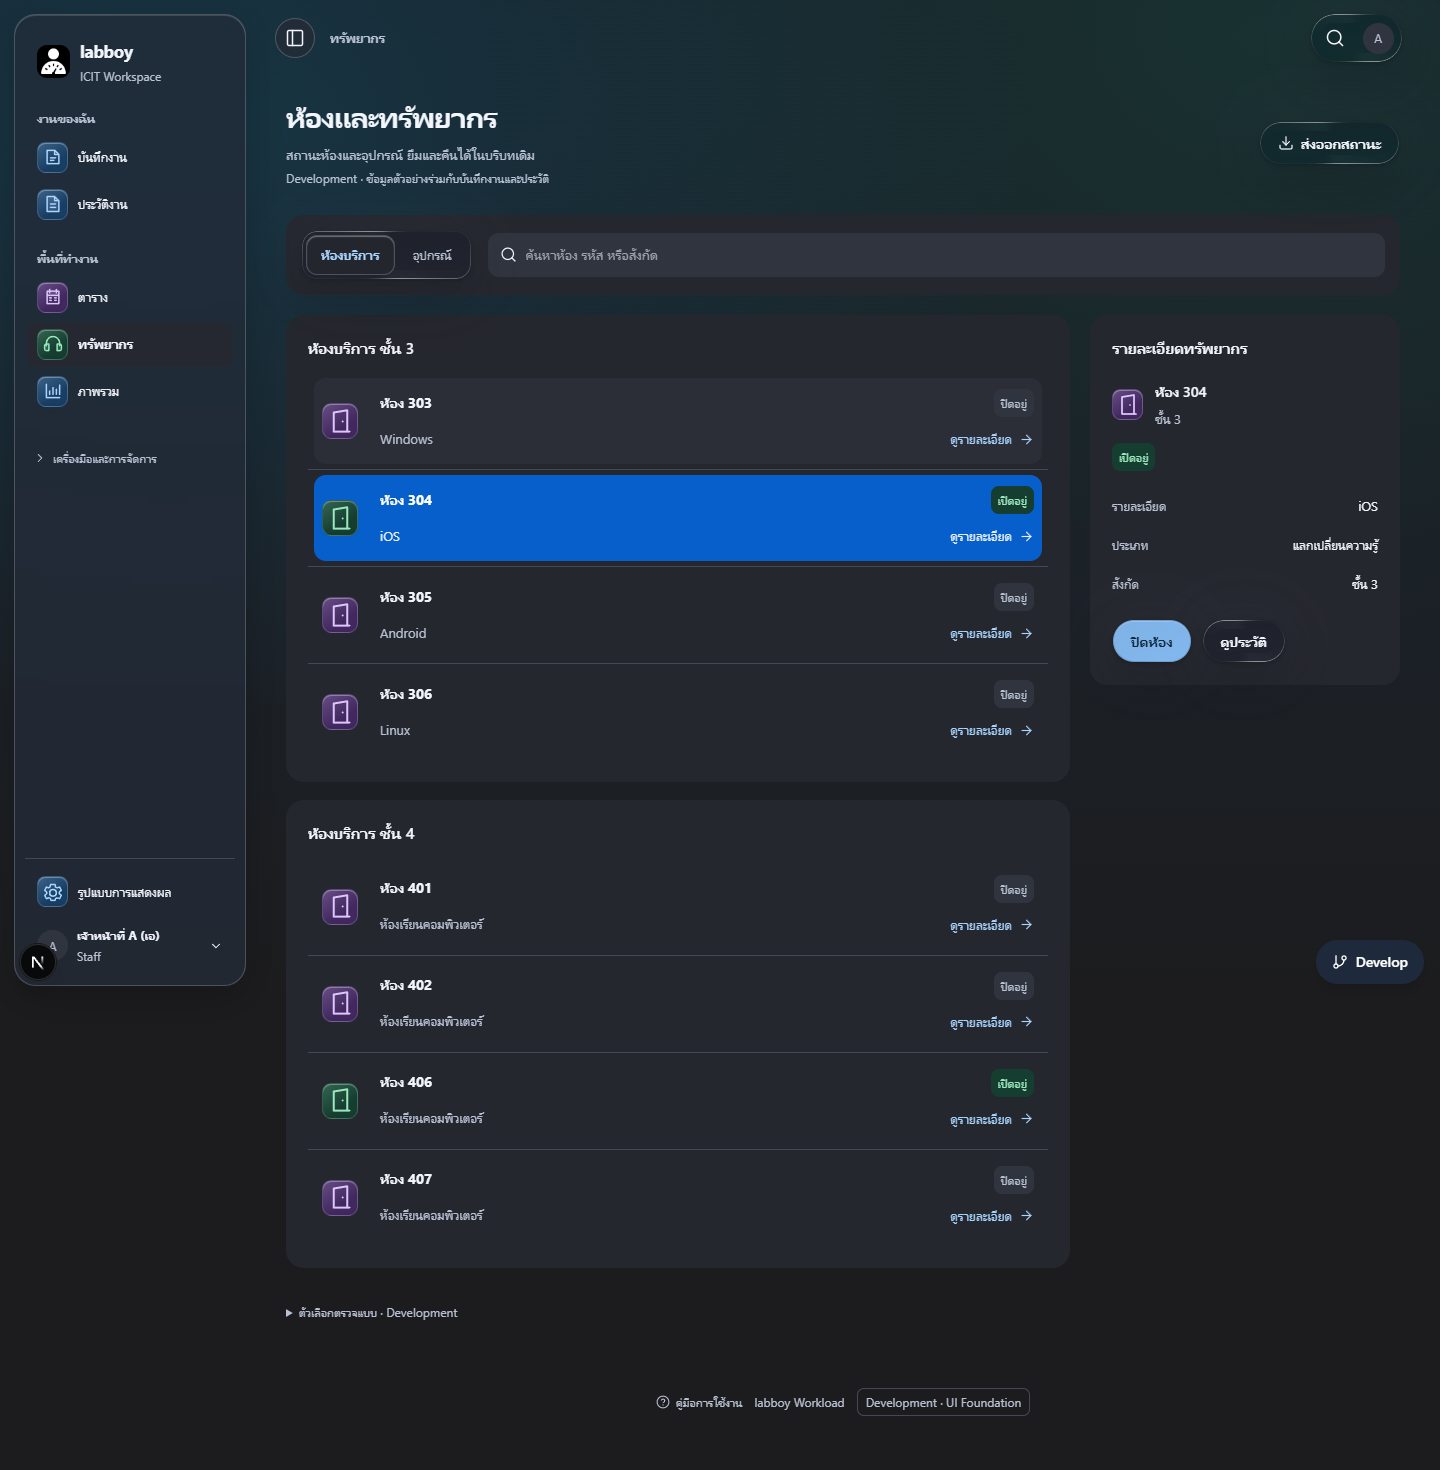 labboy
ICIT Workspace
งานของฉัน
บันทึกงาน
ประวัติงาน
พื้นที่ทำงาน
ตาราง
ทรัพยากร
ภาพรวม
เครื่องมือและการจัดการ
รูปแบบการแสดงผล
A
เจ้าหน้าที่ A (เอ)
Staff
N
ทรัพยากร
A
ห้องและทรัพยากร
สถานะห้องและอุปกรณ์ ยืมและคืนได้ในบริบทเดิม
Development · ข้อมูลตัวอย่างร่วมกับบันทึกงานและประวัติ
ส่งออกสถานะ
ห้องบริการ
อุปกรณ์
ค้นหาห้อง รหัส หรือสังกัด
ห้องบริการ ชั้น 3
ห้อง 303
ปิดอยู่
Windows
ดูรายละเอียด
ห้อง 304
เปิดอยู่
iOS
ดูรายละเอียด
ห้อง 305
ปิดอยู่
Android
ดูรายละเอียด
ห้อง 306
ปิดอยู่
Linux
ดูรายละเอียด
ห้องบริการ ชั้น 4
ห้อง 401
ปิดอยู่
ห้องเรียนคอมพิวเตอร์
ดูรายละเอียด
ห้อง 402
ปิดอยู่
ห้องเรียนคอมพิวเตอร์
ดูรายละเอียด
ห้อง 406
เปิดอยู่
ห้องเรียนคอมพิวเตอร์
ดูรายละเอียด
ห้อง 407
ปิดอยู่
ห้องเรียนคอมพิวเตอร์
ดูรายละเอียด
รายละเอียดทรัพยากร
ห้อง 304
ชั้น 3
เปิดอยู่
รายละเอียด
iOS
ประเภท
แลกเปลี่ยนความรู้
สังกัด
ชั้น 3
ปิดห้อง
ดูประวัติ
Develop
ตัวเลือกตรวจแบบ · Development
คู่มือการใช้งาน
labboy Workload
Development · UI Foundation